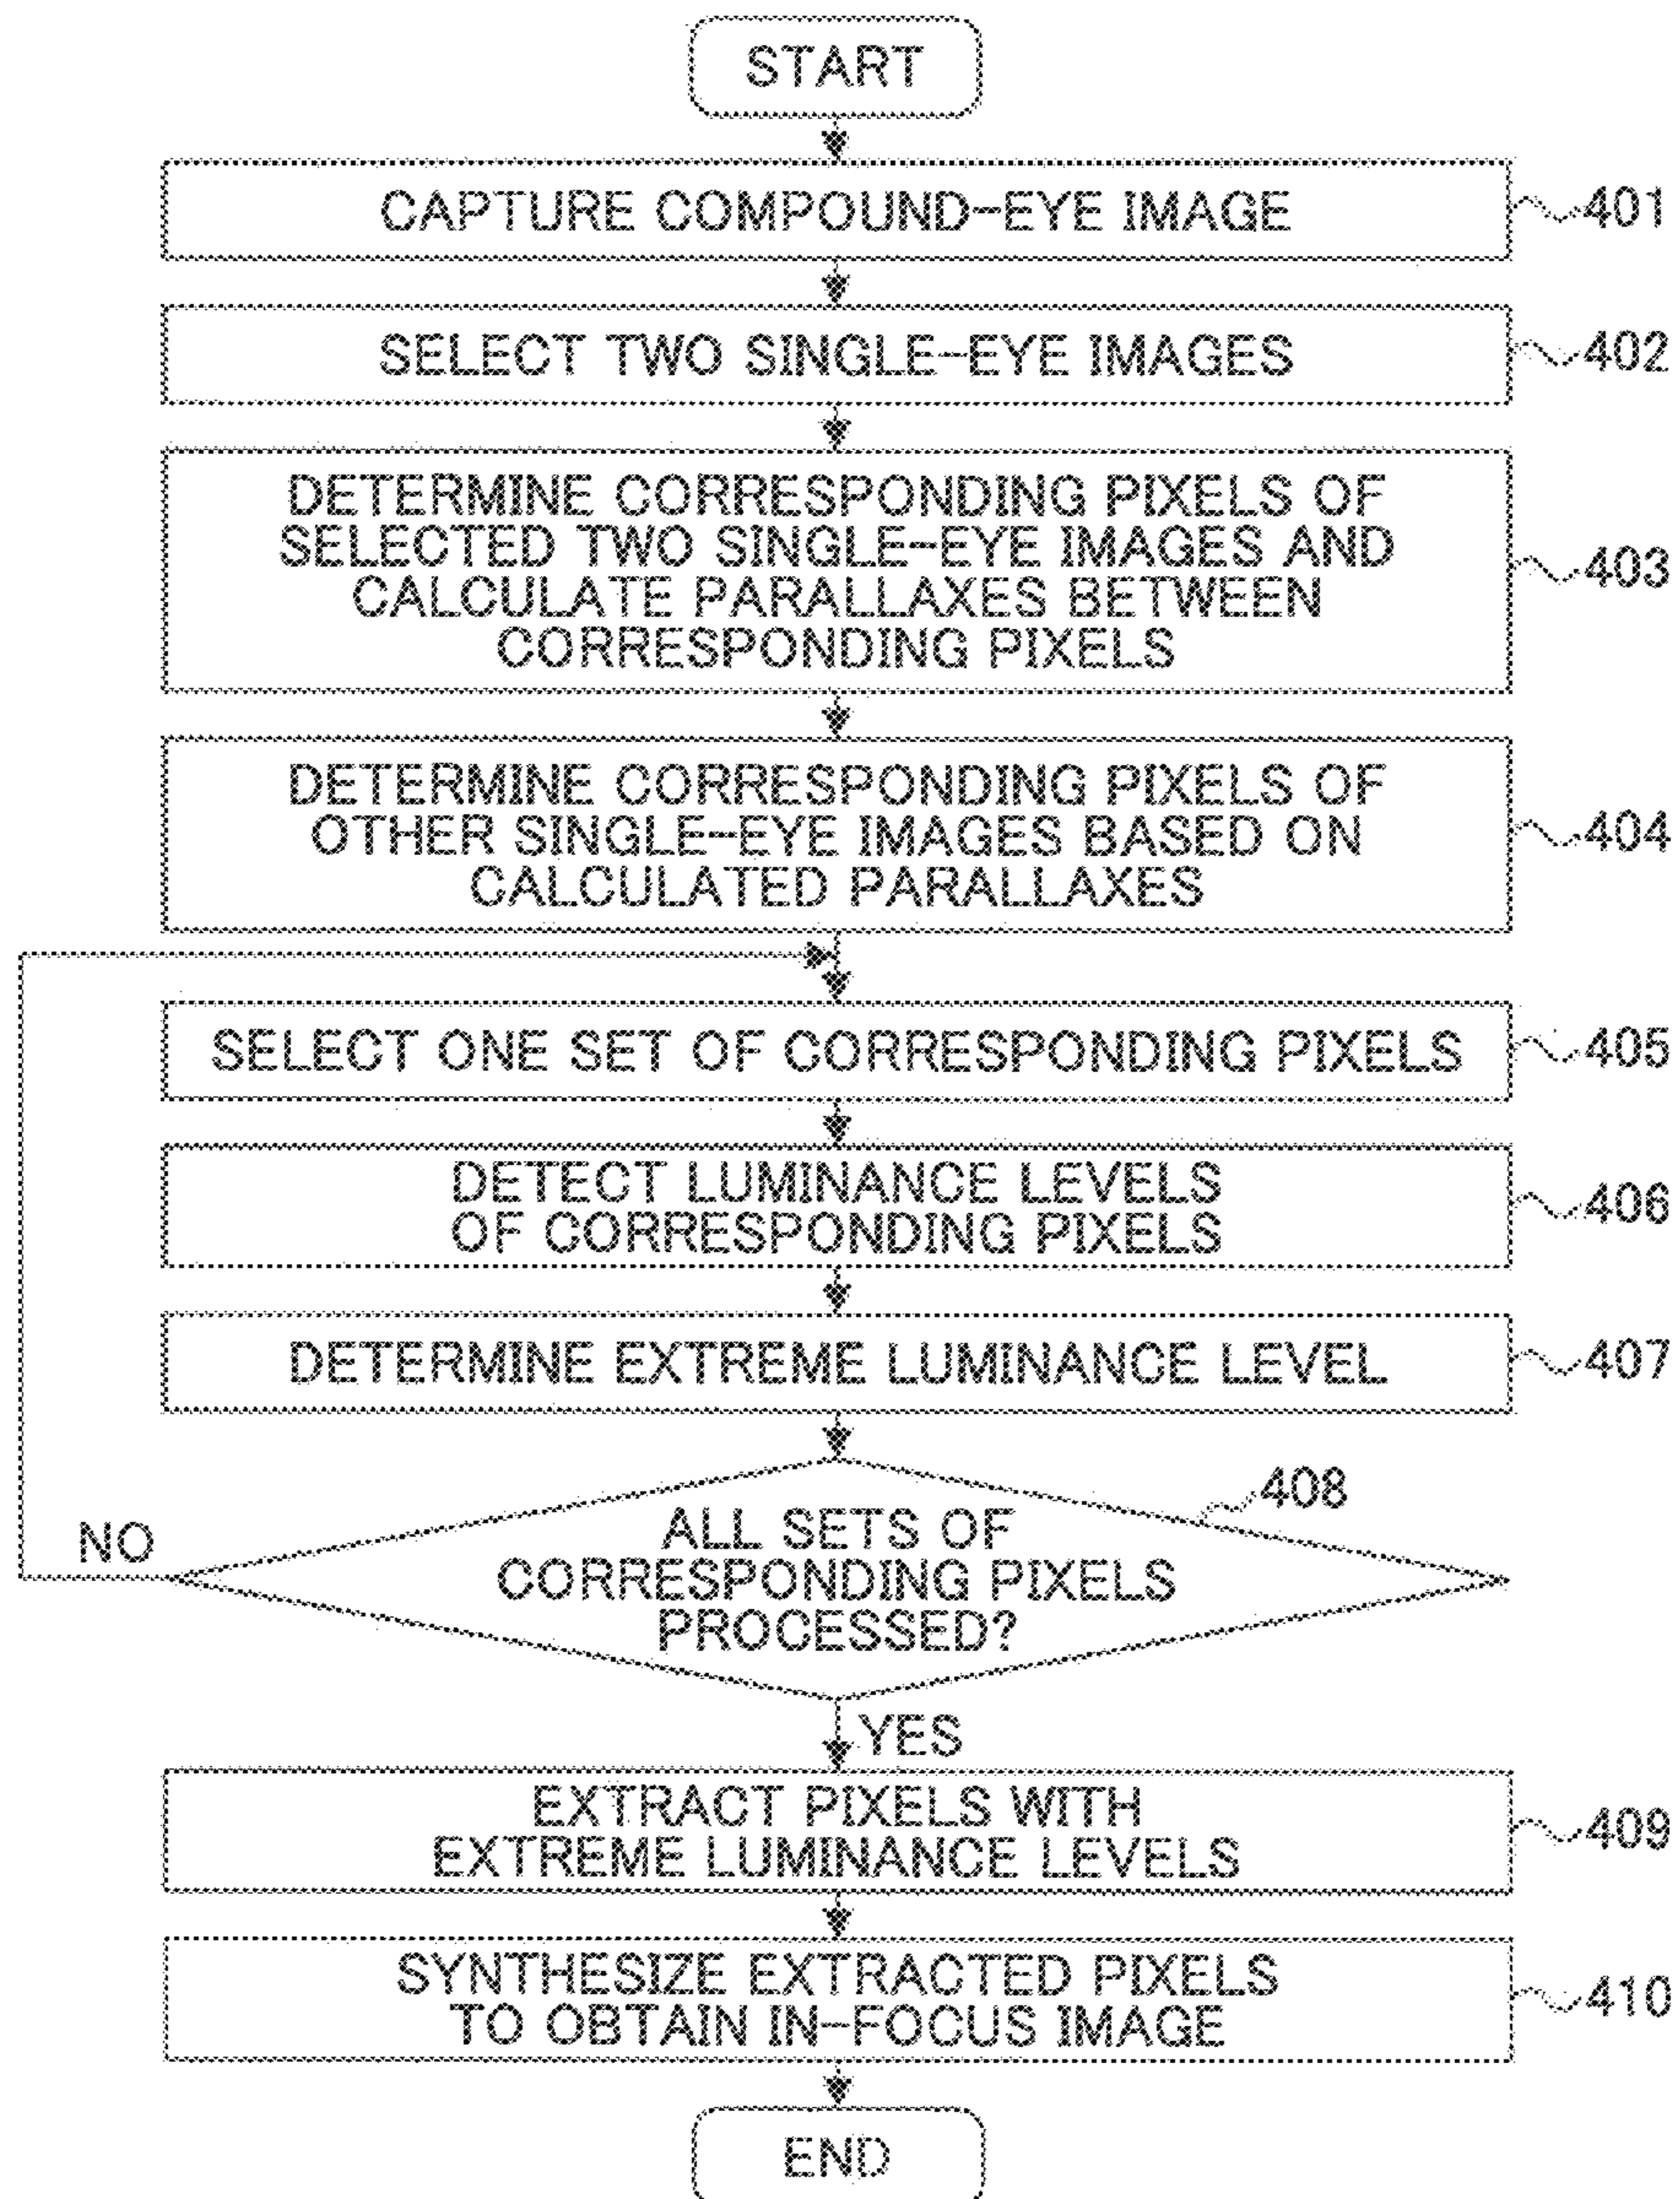 START
CAPTURE COMPOUND-EYE IMAGE
401
SELECT TWO SINGLE-EYE IMAGES
402
DETERMINE CORRESPONDING PIXELS OF
SELECTED TWO SINGLE-EYE IMAGES AND
CALCULATE PARALLAXES BETWEEN
CORRESPONDING PIXELS
403
DETERMINE CORRESPONDING PIXELS OF
OTHER SINGLE-EYE IMAGES BASED ON
CALCULATED PARALLAXES
404
SELECT ONE SET OF CORRESPONDING PIXELS
405
DETECT LUMINANCE LEVELS
OF CORRESPONDING PIXELS
406
DETERMINE EXTREME LUMINANCE LEVEL
407
408
ALL SETS OF
CORRESPONDING PIXELS
PROCESSED?
NO
YES
EXTRACT PIXELS WITH
EXTREME LUMINANCE LEVELS
409
SYNTHESIZE EXTRACTED PIXELS
TO OBTAIN IN-FOCUS IMAGE
410
END